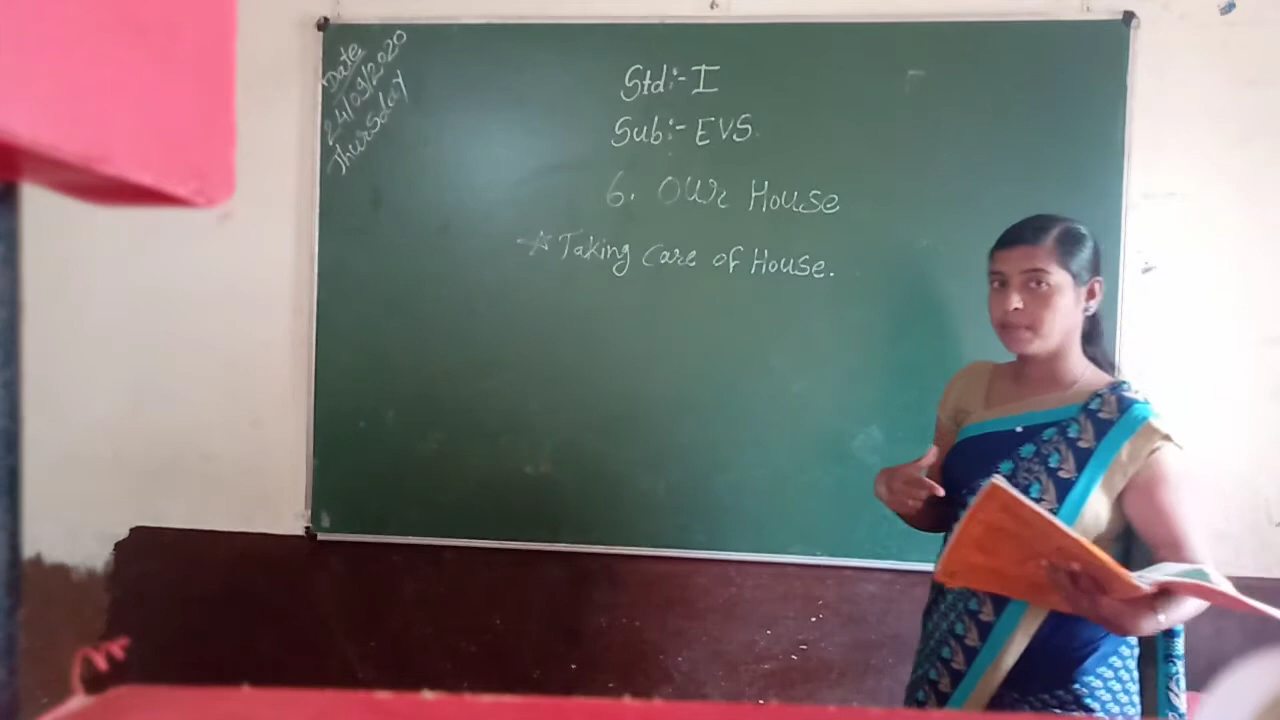 Date
24/09/2020
Thursday
Std:- I
Sub:- EVS.
6. Our House
☆ Taking Care of House.